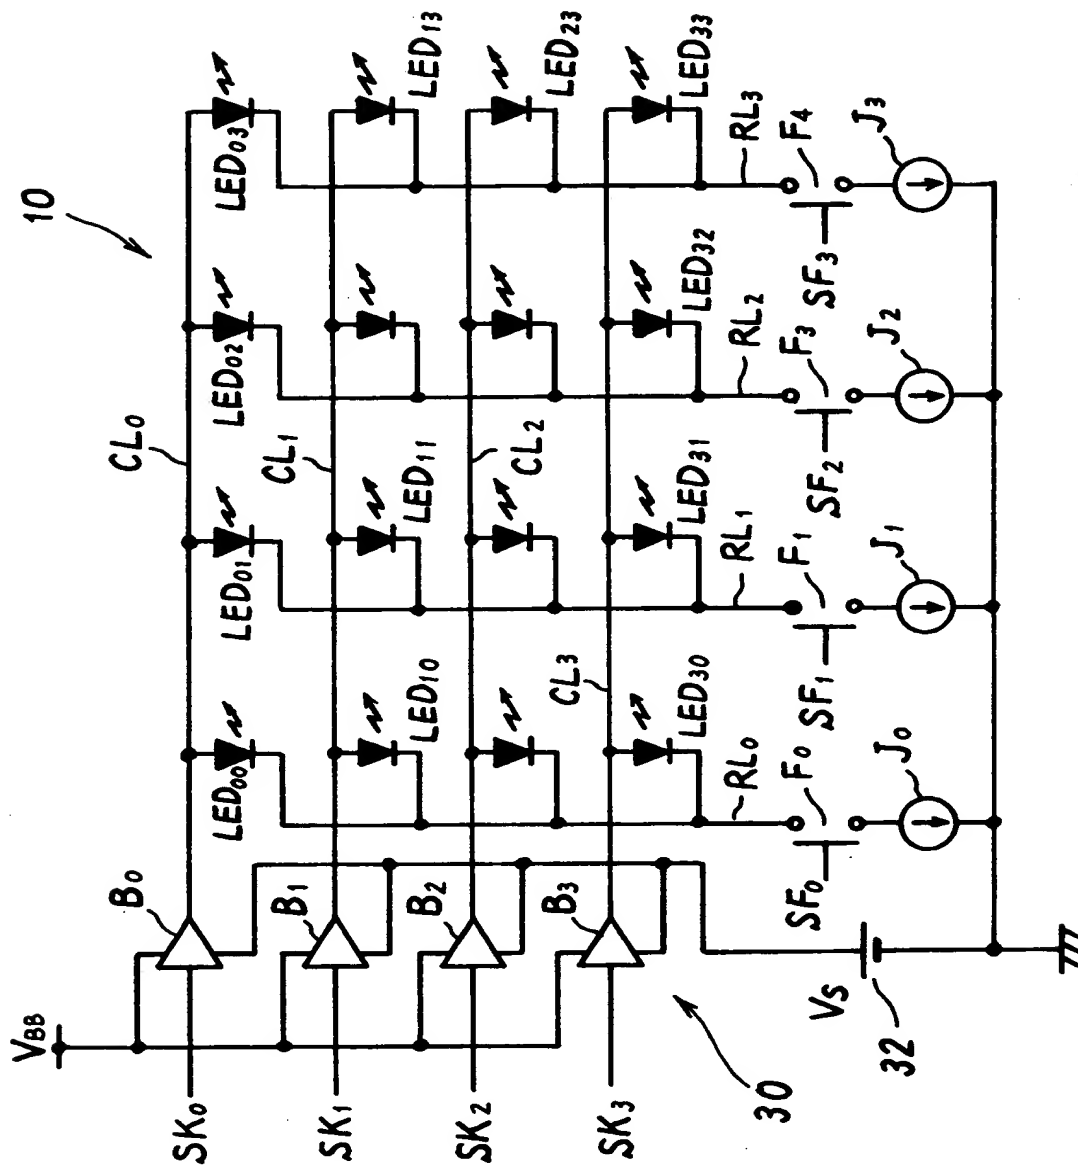 10
CL₀
LED₀₀
LED₀₁
LED₀₂
LED₀₃
B₀
VBB
SK₀
CL₁
LED₁₀
LED₁₁
LED₁₃
B₁
SK₁
CL₂
LED₂₃
B₂
SK₂
CL₃
LED₃₀
LED₃₁
LED₃₂
LED₃₃
B₃
SK₃
30
RL₀
RL₁
RL₂
RL₃
F₀
F₁
F₃
F₄
SF₀
SF₁
SF₂
SF₃
Vs
32
J₀
J₁
J₂
J₃